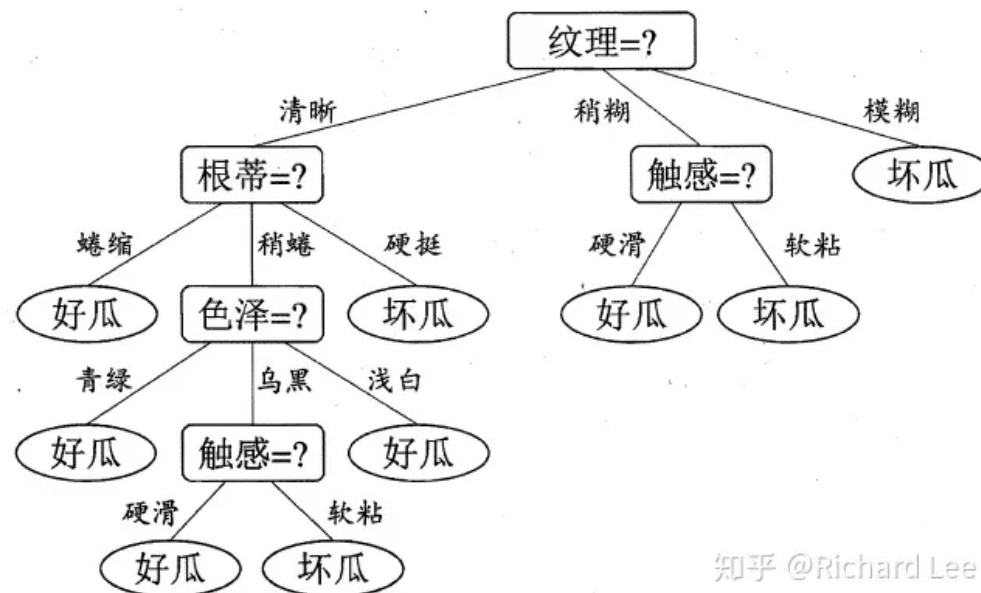 纹理=?
清晰 稍糊 模糊
根蒂=? 触感=? 坏瓜
蜷缩 稍蜷 硬挺 硬滑 软粘
好瓜 色泽=? 坏瓜 好瓜 坏瓜
青绿 乌黑 浅白
好瓜 触感=? 好瓜
硬滑 软粘
好瓜 坏瓜
知乎 @Richard Lee